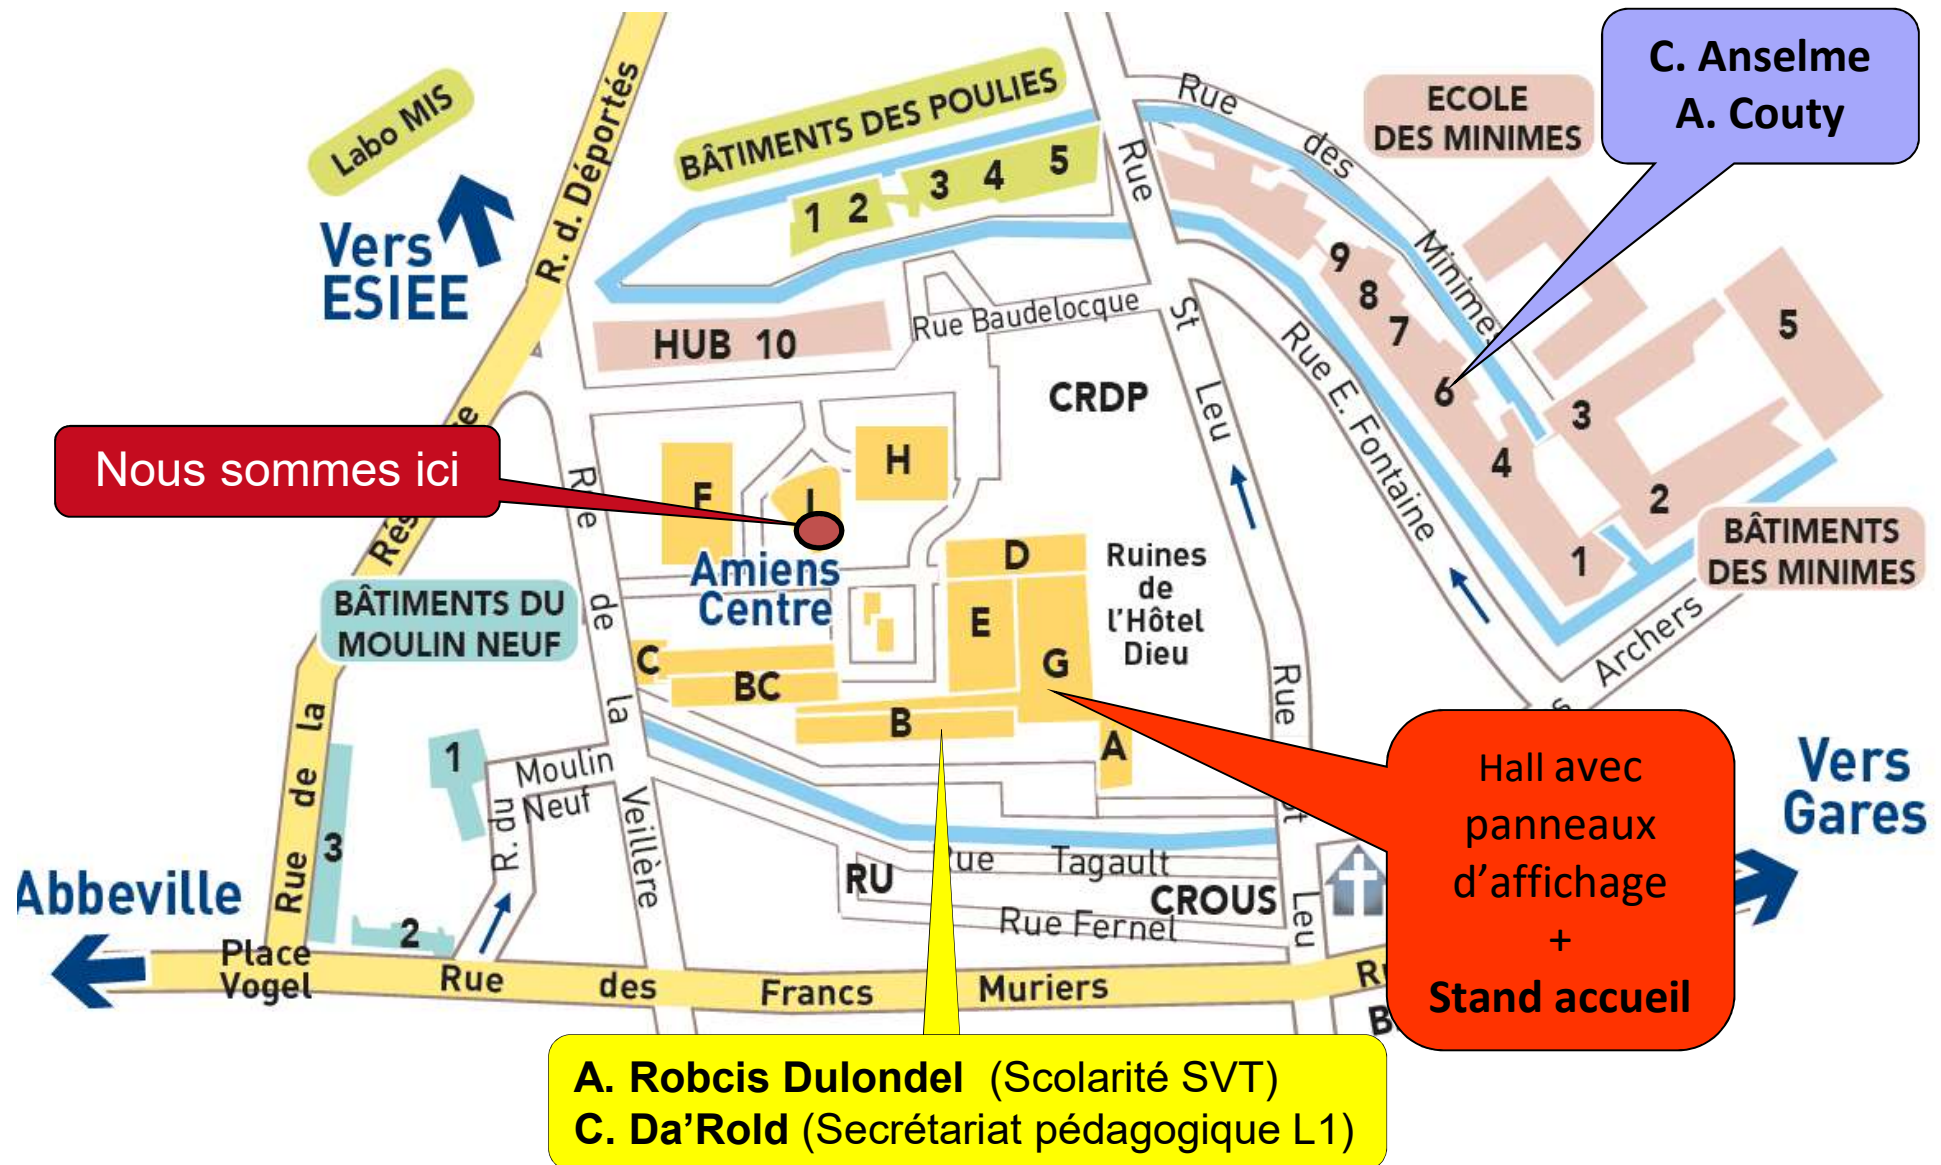 C. Anselme
A. Couty
ECOLE
DES MINIMES
Labo MIS
BÂTIMENTS DES POULIES
R. d. Déportés
Rue
des
Minimes
Rue
1 2 3 4 5
Vers
ESIEE
9
8
7
6
5
4
3
2
1
HUB 10
Rue Baudelocque
St
Leu
CRDP
Rue E. Fontaine
Nous sommes ici
F
I
H
Amiens
Centre
D
E
G
Ruines
de
l'Hôtel
Dieu
BÂTIMENTS
DES MINIMES
Archers
BÂTIMENTS DU
MOULIN NEUF
C
BC
B
A
Rue
de
la
Veillère
Rue de la
1
Moulin
Neuf
R. du
3
2
Rue
Leu
Hall avec
panneaux
d'affichage
+
Stand accueil
Vers
Gares
RU
Tagault
CROUS
Rue Fernel
Abbeville
Place
Vogel
Rue des Francs Muriers
A. Robcis Dulondel (Scolarité SVT)
C. Da'Rold (Secrétariat pédagogique L1)